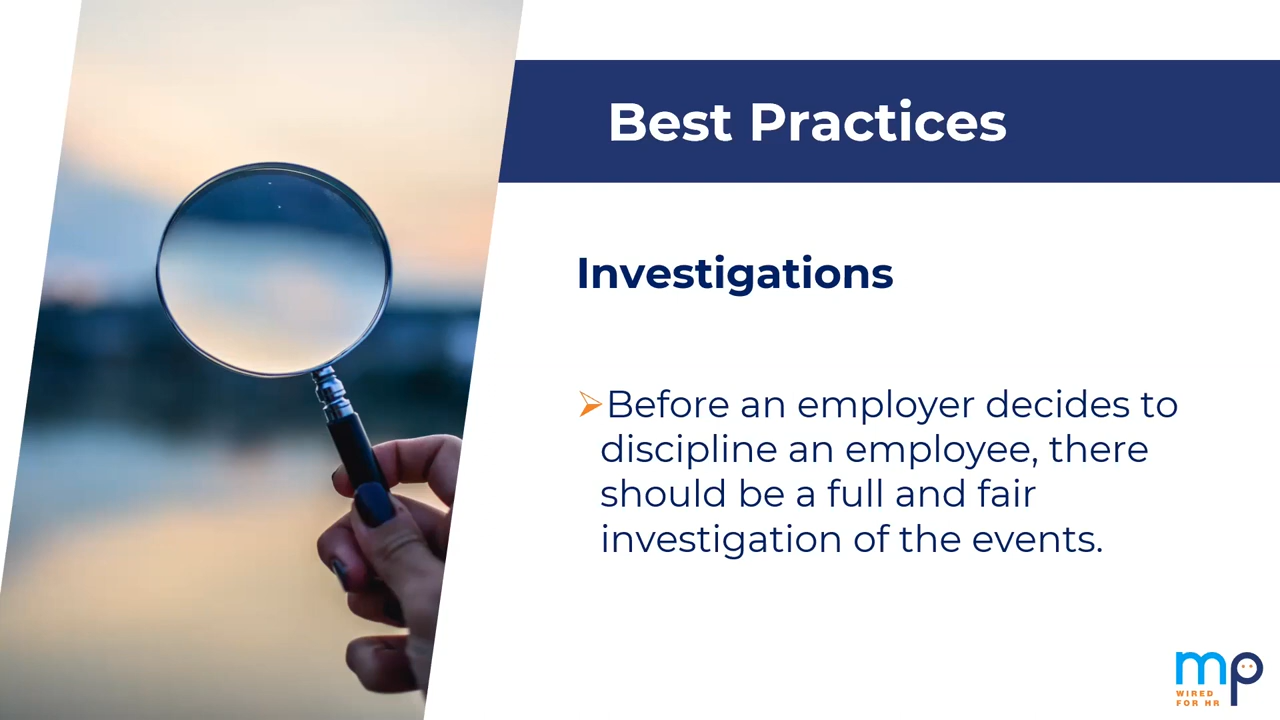 Best Practices
Investigations
➢Before an employer decides to
discipline an employee, there
should be a full and fair
investigation of the events.
mp
WIRED
FOR HR